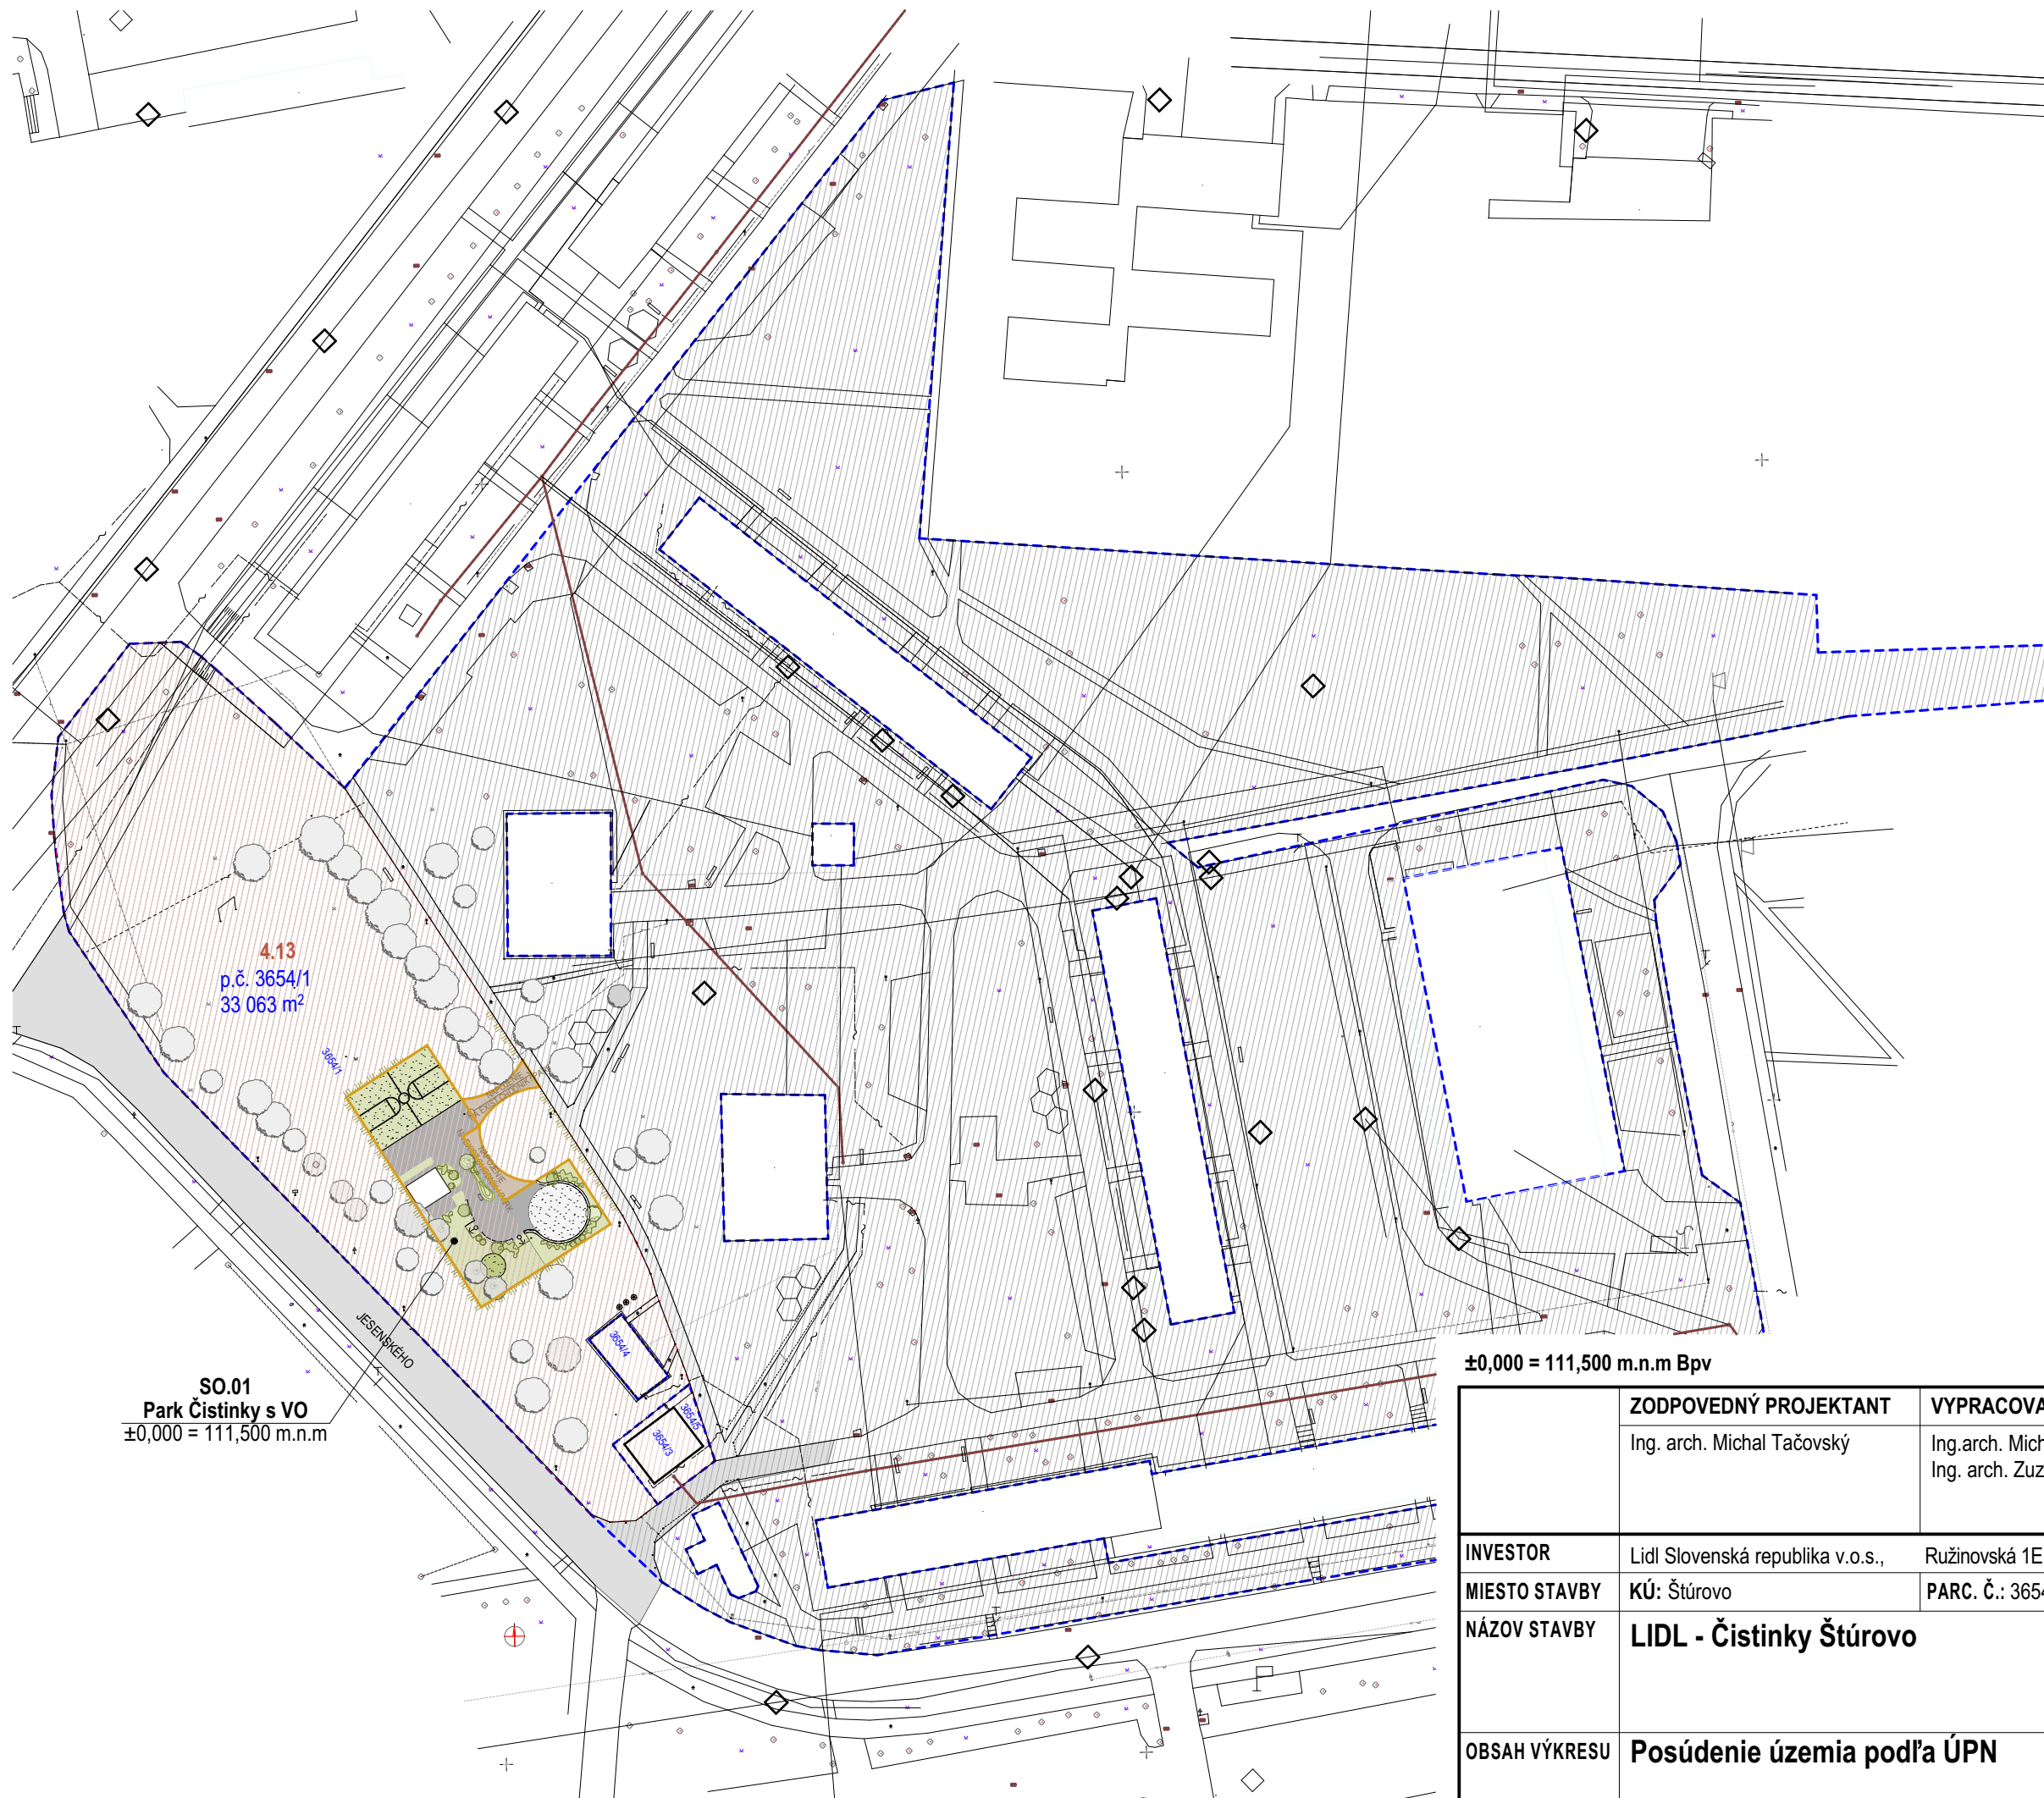 4.13
p.č. 3654/1
33 063 m²
3654/1
JESENSKÉHO
SO.01
Park Čistinky s VO
±0,000 = 111,500 m.n.m
3654/4
3654/5
3654/3
±0,000 = 111,500 m.n.m Bpv
ZODPOVEDNÝ PROJEKTANT VYPRACOVA
Ing. arch. Michal Tačovský Ing.arch. Mich
Ing. arch. Zuz
INVESTOR Lidl Slovenská republika v.o.s., Ružinovská 1E
MIESTO STAVBY KÚ: Štúrovo PARC. Č.: 3654
NÁZOV STAVBY LIDL - Čistinky Štúrovo
OBSAH VÝKRESU Posúdenie územia podľa ÚPN